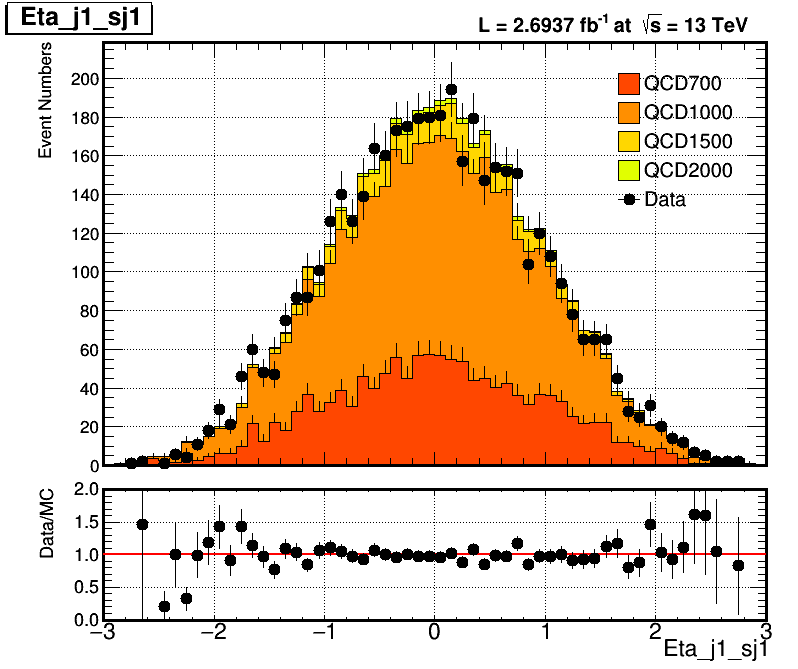 Eta_j1_sj1
L = 2.6937 fb⁻¹ at √s = 13 TeV
Event Numbers
200
180
160
140
120
100
80
60
40
20
0
QCD700
QCD1000
QCD1500
QCD2000
Data
Data/MC
2.0
1.5
1.0
0.5
0.0
−3 −2 −1 0 1 2 3
Eta_j1_sj1